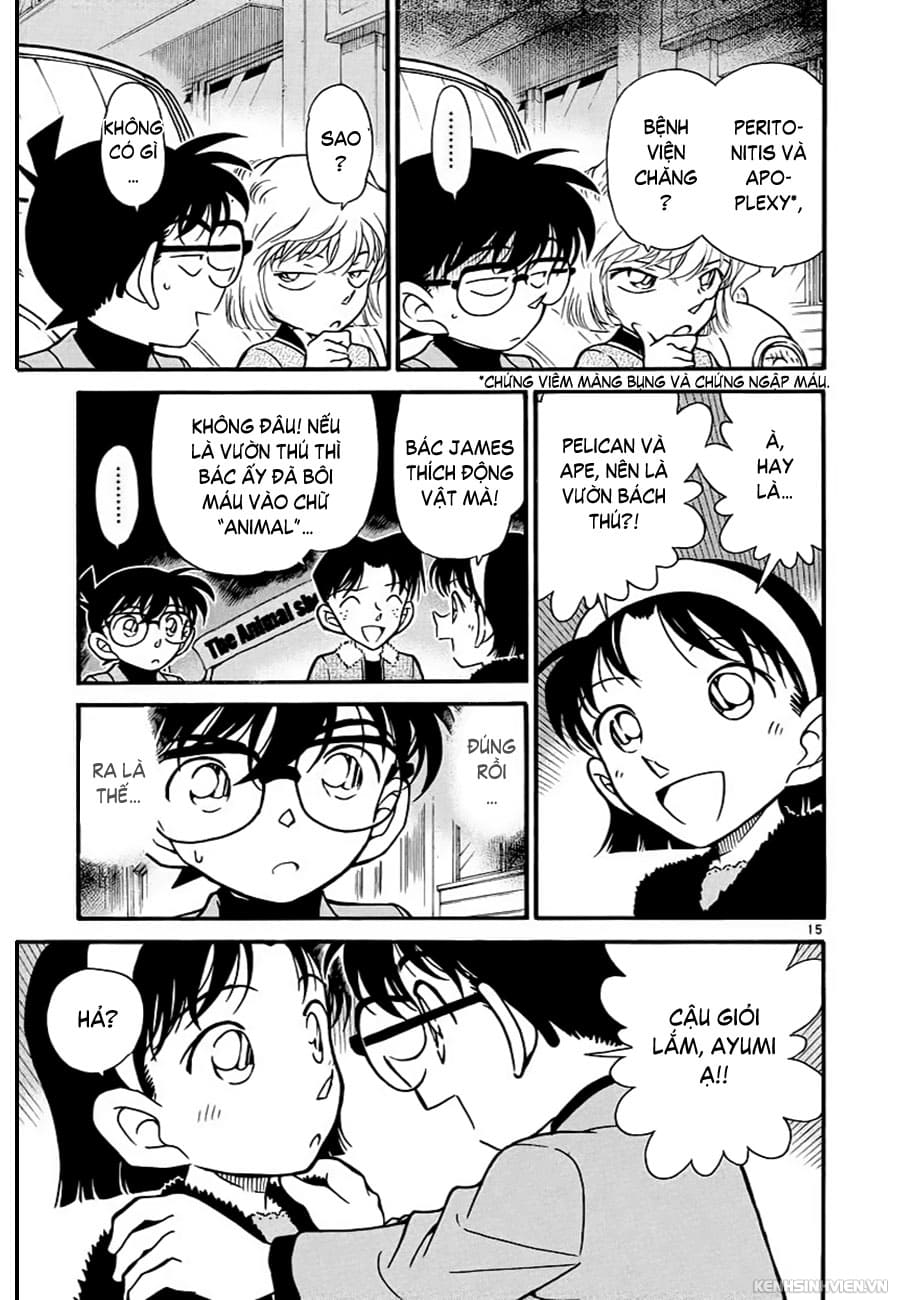 PERITO-
NITIS VÀ
APO-
PLEXY*,
BỆNH
VIỆN
CHĂNG
?
.......
SAO
?
KHÔNG
CÓ GÌ
...
*CHỨNG VIÊM MÀNG BỤNG VÀ CHỨNG NGẬP MÁU.
À,
HAY
LÀ...
PELICAN VÀ
APE, NÊN LÀ
VƯỜN BÁCH
THÚ?!
BÁC JAMES
THÍCH ĐỘNG
VẬT MÀ!
KHÔNG ĐÂU! NẾU
LÀ VƯỜN THÚ THÌ
BÁC ẤY ĐÃ BÔI
MÁU VÀO CHỮ
“ANIMAL”...
.......
The Animal sh
ĐÚNG
RỒI
...
RA LÀ
THẾ...
15
CẬU GIỎI
LẮM, AYUMI
Ạ!!
HẢ?
KENHSINHVIEN.VN